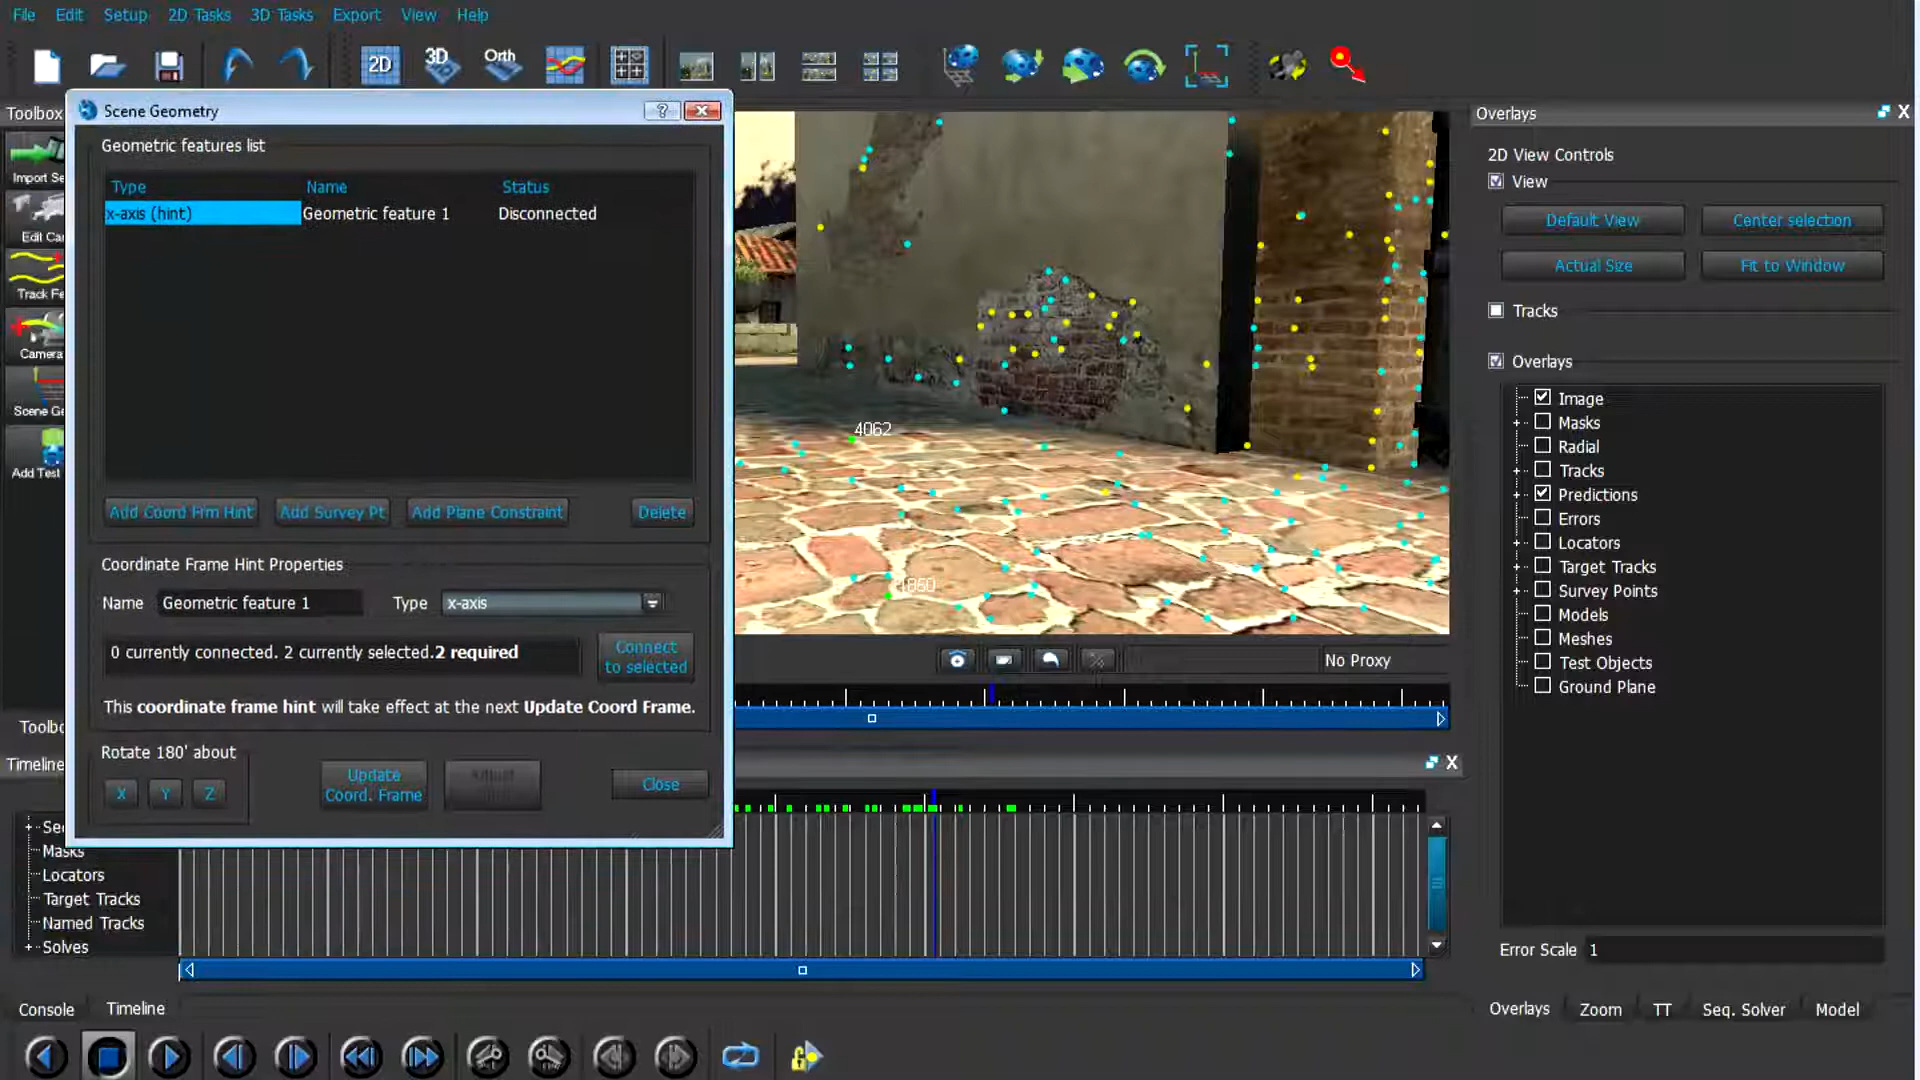 File Edit Setup 2D Tasks 3D Tasks Export View Help
2D 3D Orth
Toolbox
Scene Geometry
Geometric features list
Type Name Status
x-axis (hint) Geometric feature 1 Disconnected
Add Coord Frm Hint Add Survey Pt Add Plane Constraint Delete
Coordinate Frame Hint Properties
Name Geometric feature 1 Type x-axis
0 currently connected. 2 currently selected.2 required
Connect
to selected
This coordinate frame hint will take effect at the next Update Coord Frame.
Rotate 180' about
X Y Z
Update
Coord. Frame
Close
Import Se
Edit Ca
Track Fe
Camera
Scene Ge
Add Test
Toolbo
4062
1860
No Proxy
Timeline
Se
Masks
Locators
Target Tracks
Named Tracks
Solves
Console Timeline
Overlays
2D View Controls
View
Default View Center selection
Actual Size Fit to Window
Tracks
Overlays
Image
Masks
Radial
Tracks
Predictions
Errors
Locators
Target Tracks
Survey Points
Models
Meshes
Test Objects
Ground Plane
Error Scale 1
Overlays Zoom TT Seq. Solver Model